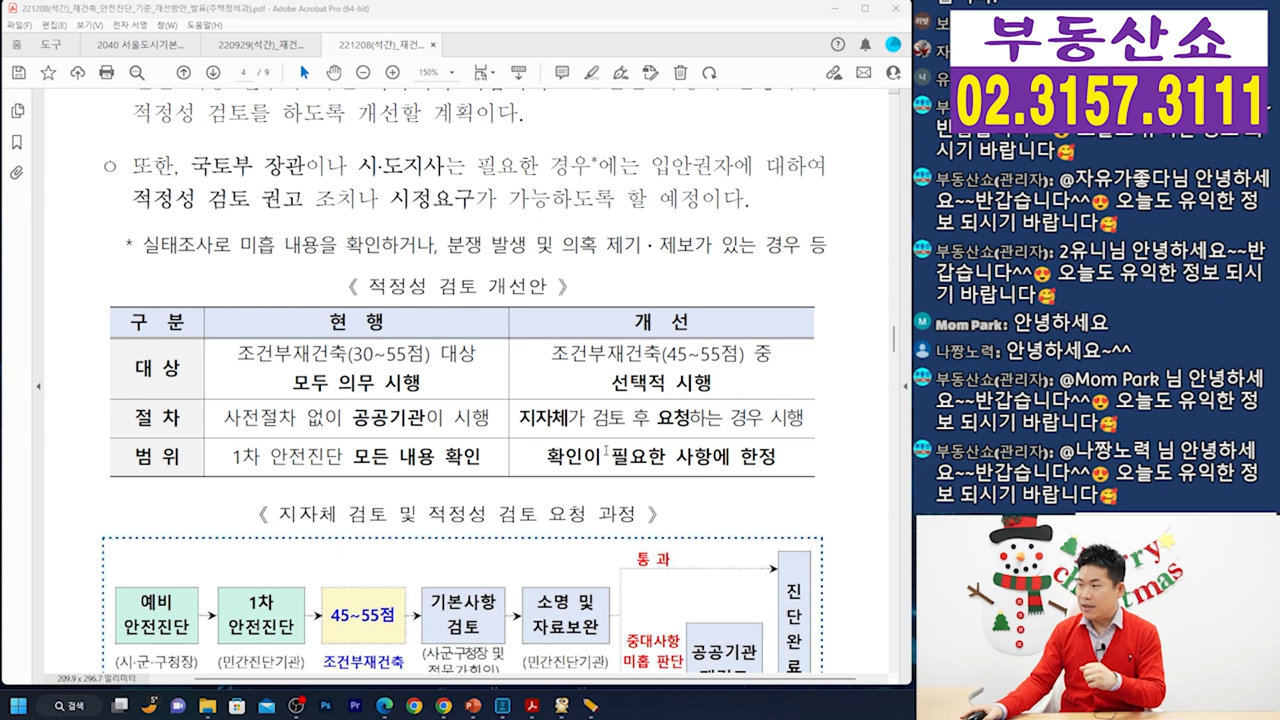 221208(석간)_재건축_안전진단_기준_개선방안_발표(주택정비과).pdf - Adobe Acrobat Pro (64-bit)
파일(F) 편집(E) 보기(V) 전자 서명 창(W) 도움말(H)
홈 도구 2040 서울도시기본... 221208(석간)_재건... ×
/ 9 150%
적정성 검토를 하도록 개선할 계획이다.
○ 또한, 국토부 장관이나 시·도지사는 필요한 경우*에는 입안권자에 대하여
적정성 검토 권고 조치나 시정요구가 가능하도록 할 예정이다.
* 실태조사로 미흡 내용을 확인하거나, 분쟁 발생 및 의혹 제기·제보가 있는 경우 등
《 적정성 검토 개선안 》
구 분 현 행 개 선
대 상 조건부재건축(30~55점) 대상 모두 의무 시행 조건부재건축(45~55점) 중 선택적 시행
절 차 사전절차 없이 공공기관이 시행 지자체가 검토 후 요청하는 경우 시행
범 위 1차 안전진단 모든 내용 확인 확인이 필요한 사항에 한정
《 지자체 검토 및 적정성 검토 요청 과정 》
통 과
예비 안전진단
(시·군·구청장)
1차 안전진단
(민간진단기관)
45~55점
조건부재건축
기본사항 검토
(시군구청장 및
전문가회의)
소명 및 자료보완
(민간진단기관)
중대사항
미흡 판단
공공기관
진단완료
209.9 x 296.7 밀리미터
검색
부동산쇼
02.3157.3111
시기 바랍니다🥰
부동산쇼(관리자): @자유가좋다님 안녕하세
요~~반갑습니다^^😍 오늘도 유익한 정
보 되시기 바랍니다🥰
부동산쇼(관리자): 2유니님 안녕하세요~~반
갑습니다^^😍 오늘도 유익한 정보 되시
기 바랍니다🥰
M Mom Park: 안녕하세요
나짱노력: 안녕하세요~^^
부동산쇼(관리자): @Mom Park 님 안녕하세
요~~반갑습니다^^😍 오늘도 유익한 정
보 되시기 바랍니다🥰
부동산쇼(관리자): @나짱노력 님 안녕하세
요~~반갑습니다^^😍 오늘도 유익한 정
보 되시기 바랍니다🥰